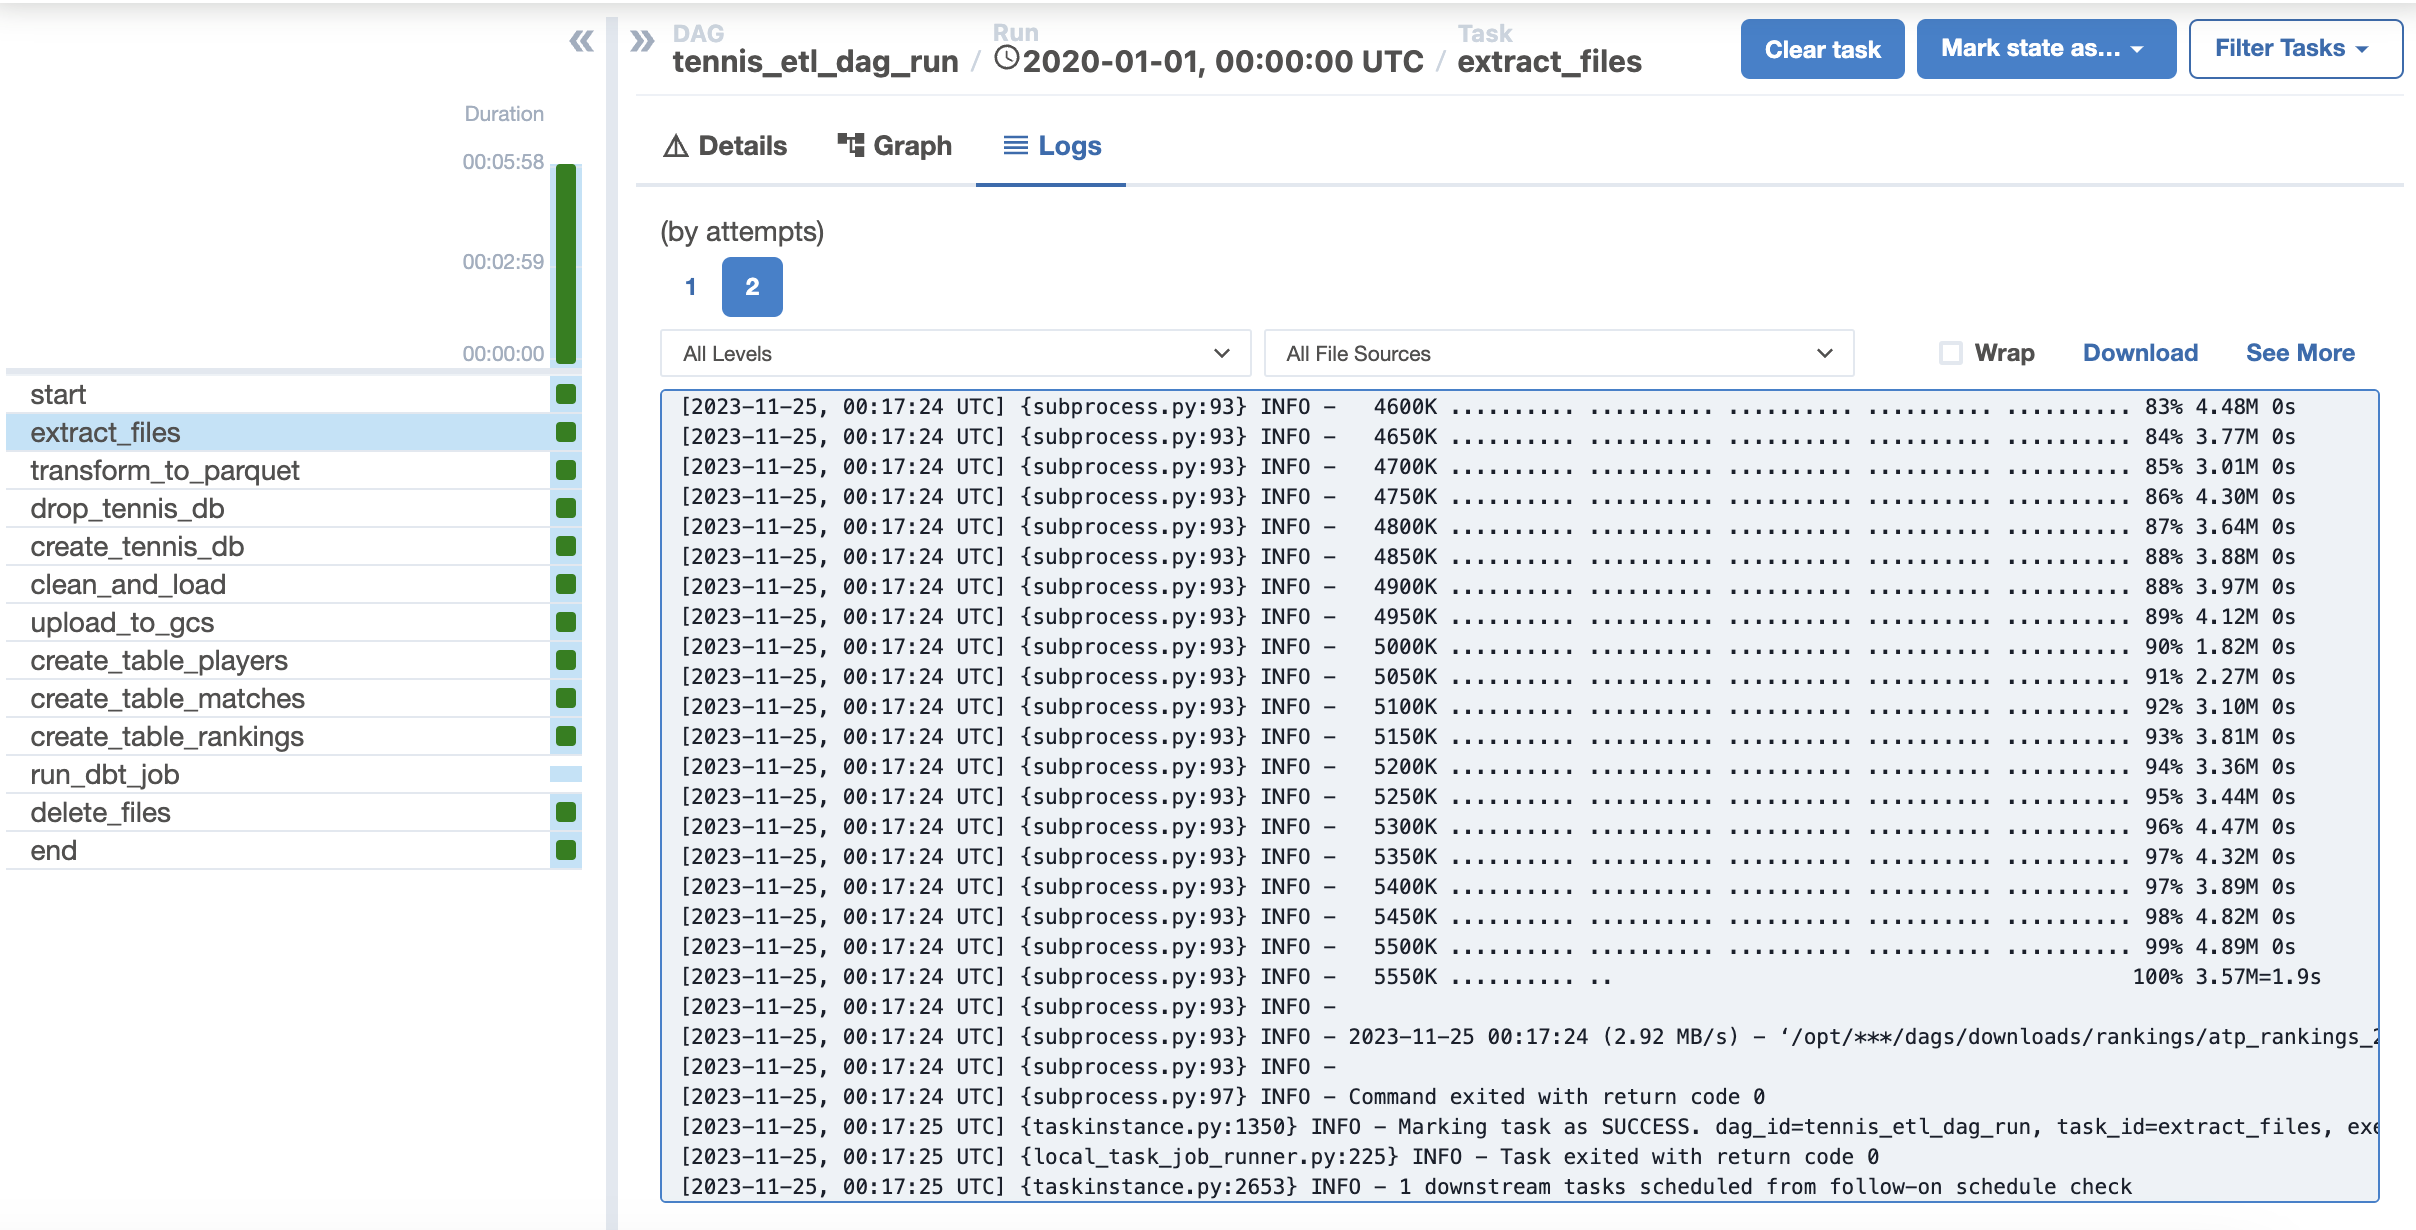 Duration
00:05:58
00:02:59
00:00:00
start
extract_files
transform_to_parquet
drop_tennis_db
create_tennis_db
clean_and_load
upload_to_gcs
create_table_players
create_table_matches
create_table_rankings
run_dbt_job
delete_files
end
DAG Run Task
tennis_etl_dag_run / 2020-01-01, 00:00:00 UTC / extract_files
Clear task Mark state as... Filter Tasks
Details Graph Logs
(by attempts)
1 2
All Levels All File Sources Wrap Download See More
[2023-11-25, 00:17:24 UTC] {subprocess.py:93} INFO - 4600K .......... .......... .......... .......... .......... 83% 4.48M 0s
[2023-11-25, 00:17:24 UTC] {subprocess.py:93} INFO - 4650K .......... .......... .......... .......... .......... 84% 3.77M 0s
[2023-11-25, 00:17:24 UTC] {subprocess.py:93} INFO - 4700K .......... .......... .......... .......... .......... 85% 3.01M 0s
[2023-11-25, 00:17:24 UTC] {subprocess.py:93} INFO - 4750K .......... .......... .......... .......... .......... 86% 4.30M 0s
[2023-11-25, 00:17:24 UTC] {subprocess.py:93} INFO - 4800K .......... .......... .......... .......... .......... 87% 3.64M 0s
[2023-11-25, 00:17:24 UTC] {subprocess.py:93} INFO - 4850K .......... .......... .......... .......... .......... 88% 3.88M 0s
[2023-11-25, 00:17:24 UTC] {subprocess.py:93} INFO - 4900K .......... .......... .......... .......... .......... 88% 3.97M 0s
[2023-11-25, 00:17:24 UTC] {subprocess.py:93} INFO - 4950K .......... .......... .......... .......... .......... 89% 4.12M 0s
[2023-11-25, 00:17:24 UTC] {subprocess.py:93} INFO - 5000K .......... .......... .......... .......... .......... 90% 1.82M 0s
[2023-11-25, 00:17:24 UTC] {subprocess.py:93} INFO - 5050K .......... .......... .......... .......... .......... 91% 2.27M 0s
[2023-11-25, 00:17:24 UTC] {subprocess.py:93} INFO - 5100K .......... .......... .......... .......... .......... 92% 3.10M 0s
[2023-11-25, 00:17:24 UTC] {subprocess.py:93} INFO - 5150K .......... .......... .......... .......... .......... 93% 3.81M 0s
[2023-11-25, 00:17:24 UTC] {subprocess.py:93} INFO - 5200K .......... .......... .......... .......... .......... 94% 3.36M 0s
[2023-11-25, 00:17:24 UTC] {subprocess.py:93} INFO - 5250K .......... .......... .......... .......... .......... 95% 3.44M 0s
[2023-11-25, 00:17:24 UTC] {subprocess.py:93} INFO - 5300K .......... .......... .......... .......... .......... 96% 4.47M 0s
[2023-11-25, 00:17:24 UTC] {subprocess.py:93} INFO - 5350K .......... .......... .......... .......... .......... 97% 4.32M 0s
[2023-11-25, 00:17:24 UTC] {subprocess.py:93} INFO - 5400K .......... .......... .......... .......... .......... 97% 3.89M 0s
[2023-11-25, 00:17:24 UTC] {subprocess.py:93} INFO - 5450K .......... .......... .......... .......... .......... 98% 4.82M 0s
[2023-11-25, 00:17:24 UTC] {subprocess.py:93} INFO - 5500K .......... .......... .......... .......... .......... 99% 4.89M 0s
[2023-11-25, 00:17:24 UTC] {subprocess.py:93} INFO - 5550K .......... .. 100% 3.57M=1.9s
[2023-11-25, 00:17:24 UTC] {subprocess.py:93} INFO -
[2023-11-25, 00:17:24 UTC] {subprocess.py:93} INFO - 2023-11-25 00:17:24 (2.92 MB/s) - ‘/opt/***/dags/downloads/rankings/atp_rankings_2
[2023-11-25, 00:17:24 UTC] {subprocess.py:93} INFO -
[2023-11-25, 00:17:24 UTC] {subprocess.py:97} INFO - Command exited with return code 0
[2023-11-25, 00:17:25 UTC] {taskinstance.py:1350} INFO - Marking task as SUCCESS. dag_id=tennis_etl_dag_run, task_id=extract_files, exe
[2023-11-25, 00:17:25 UTC] {local_task_job_runner.py:225} INFO - Task exited with return code 0
[2023-11-25, 00:17:25 UTC] {taskinstance.py:2653} INFO - 1 downstream tasks scheduled from follow-on schedule check